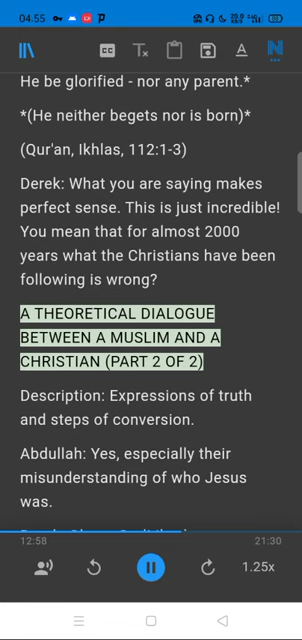 04.55
He be glorified - nor any parent.*
*(He neither begets nor is born)*
(Qur'an, Ikhlas, 112:1-3)
Derek: What you are saying makes
perfect sense. This is just incredible!
You mean that for almost 2000
years what the Christians have been
following is wrong?
A THEORETICAL DIALOGUE
BETWEEN A MUSLIM AND A
CHRISTIAN (PART 2 OF 2)
Description: Expressions of truth
and steps of conversion.
Abdullah: Yes, especially their
misunderstanding of who Jesus
was.
12:58
21:30
1.25x